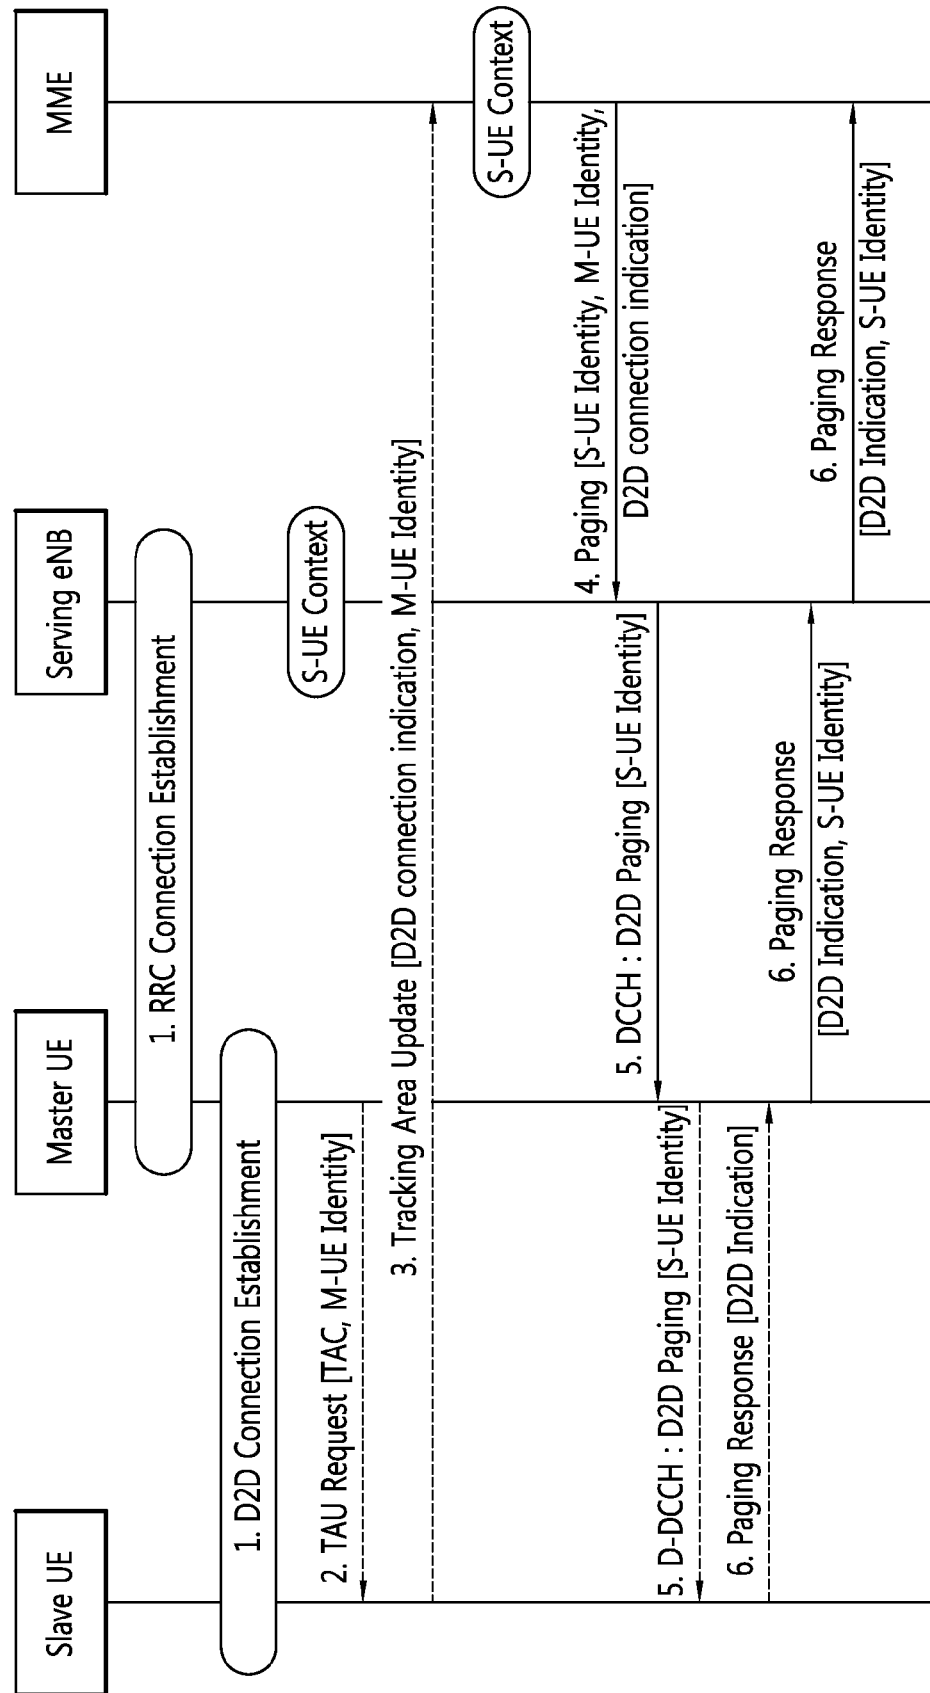 Slave UE
Master UE
Serving eNB
MME
1. RRC Connection Establishment
1. D2D Connection Establishment
S-UE Context
2. TAU Request [TAC, M-UE Identity]
3. Tracking Area Update [D2D connection indication, M-UE Identity]
S-UE Context
4. Paging [S-UE Identity, M-UE Identity,
D2D connection indication]
5. DCCH : D2D Paging [S-UE Identity]
5. D-DCCH : D2D Paging [S-UE Identity]
6. Paging Response [D2D Indication]
6. Paging Response
[D2D Indication, S-UE Identity]
6. Paging Response
[D2D Indication, S-UE Identity]